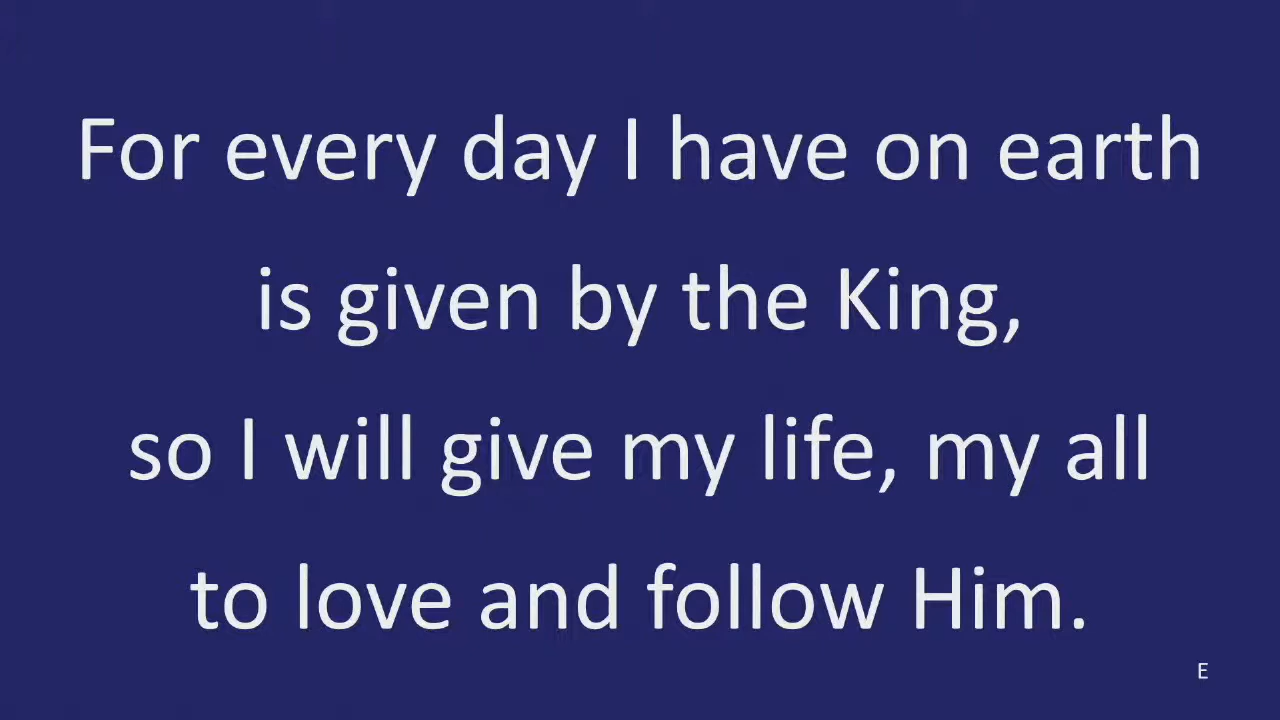 For every day I have on earth
is given by the King,
so I will give my life, my all
to love and follow Him.
E